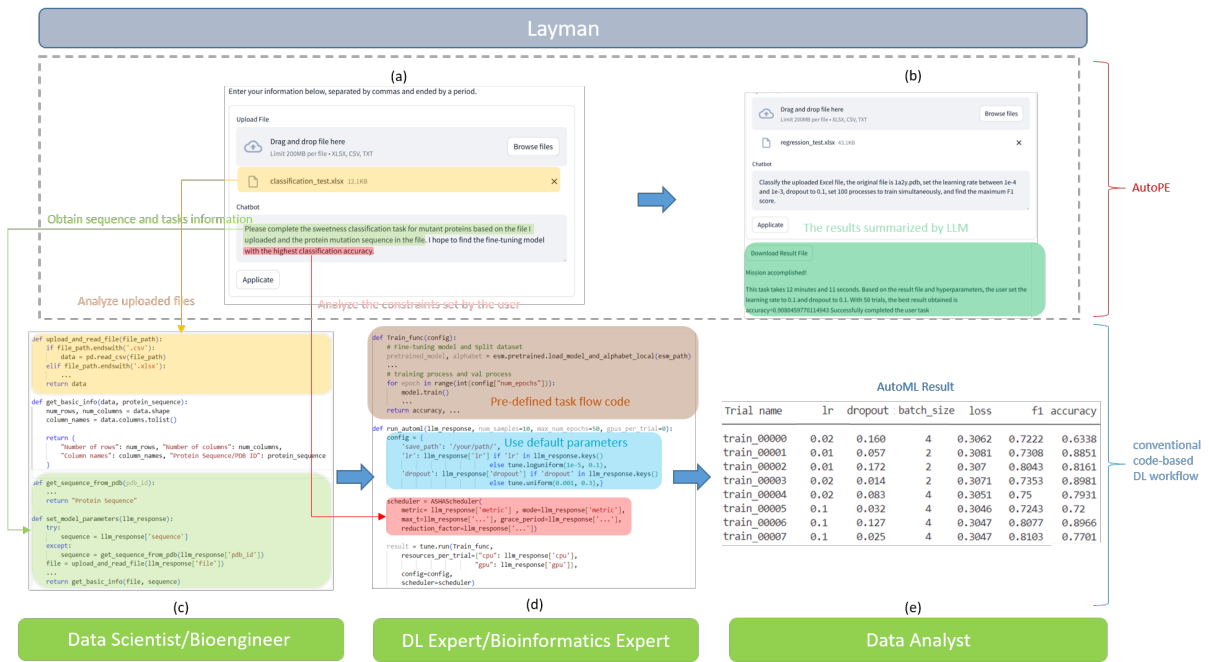 Layman
(a)
Enter your information below, separated by commas and ended by a period.
Upload File
Drag and drop file here
Limit 200MB per file • XLSX, CSV, TXT
Browse files
classification_test.xlsx 12.1KB
Chatbot
Please complete the sweetness classification task for mutant proteins based on the file I
uploaded and the protein mutation sequence in the file. I hope to find the fine-tuning model
with the highest classification accuracy.
Applicate
Obtain sequence and tasks information
Analyze uploaded files
Analyze the constraints set by the user
(b)
Drag and drop file here
Limit 200MB per file • XLSX, CSV, TXT
Browse files
regression_test.xlsx 43.1KB
Chatbot
Classify the uploaded Excel file, the original file is 1a2y.pdb, set the learning rate between 1e-4
and 1e-3, dropout to 0.1, set 100 processes to train simultaneously, and find the maximum F1
score.
Applicate
The results summarized by LLM
Download Result File
Mission accomplished!
This task takes 12 minutes and 11 seconds. Based on the result file and hyperparameters, the user set the
learning rate to 0.1 and dropout to 0.1. With 50 trials, the best result obtained is
accuracy=0.9080459770114943 Successfully completed the user task
AutoPE
def upload_and_read_file(file_path):
if file_path.endswith('.csv'):
data = pd.read_csv(file_path)
elif file_path.endswith('.xlsx'):
...
return data
def get_basic_info(data, protein_sequence):
num_rows, num_columns = data.shape
column_names = data.columns.tolist()
return {
"Number of rows": num_rows, "Number of columns": num_columns,
"Column names": column_names, "Protein Sequence/PDB ID": protein_sequence
}
def get_sequence_from_pdb(pdb_id):
...
return "Protein Sequence"
def set_model_parameters(llm_response):
try:
sequence = llm_response['sequence']
except:
sequence = get_sequence_from_pdb(llm_response['pdb_id'])
file = upload_and_read_file(llm_response['file'])
...
return get_basic_info(file, sequence)
(c)
Data Scientist/Bioengineer
def Train_func(config):
# Fine-tuning model and Split dataset
pretrained_model, alphabet = esm.pretrained.load_model_and_alphabet_local(esm_path)
...
# training process and val process
for epoch in range(int(config["num_epochs"])):
model.train()
...
return accuracy, ...
Pre-defined task flow code
def run_automl(llm_response, num_samples=10, max_num_epochs=50, gpus_per_trial=0):
config = {
'save_path': '/your/path/',
Use default parameters
'lr': llm_response['lr'] if 'lr' in llm_response.keys()
else tune.loguniform(1e-5, 0.1),
'dropout': llm_response['dropout'] if 'dropout' in llm_response.keys()
else tune.uniform(0.001, 0.3),}
scheduler = ASHAScheduler(
metric= llm_response['metric'] , mode=llm_response['metric'],
max_t=llm_response['...'], grace_period=llm_response['...'],
reduction_factor=llm_response['...'])
result = tune.run(Train_func,
resources_per_trial={"cpu": llm_response['cpu'],
"gpu": llm_response['gpu']},
config=config,
scheduler=scheduler)
(d)
DL Expert/Bioinformatics Expert
AutoML Result
Trial name lr dropout batch_size loss f1 accuracy
train_00000 0.02 0.160 4 0.3062 0.7222 0.6338
train_00001 0.01 0.057 2 0.3081 0.7308 0.8851
train_00002 0.01 0.172 2 0.307 0.8043 0.8161
train_00003 0.02 0.014 2 0.3071 0.7353 0.8981
train_00004 0.02 0.083 4 0.3051 0.75 0.7931
train_00005 0.1 0.032 4 0.3046 0.7243 0.72
train_00006 0.1 0.127 4 0.3047 0.8077 0.8966
train_00007 0.1 0.025 4 0.3047 0.8103 0.7701
(e)
Data Analyst
conventional
code-based
DL workflow